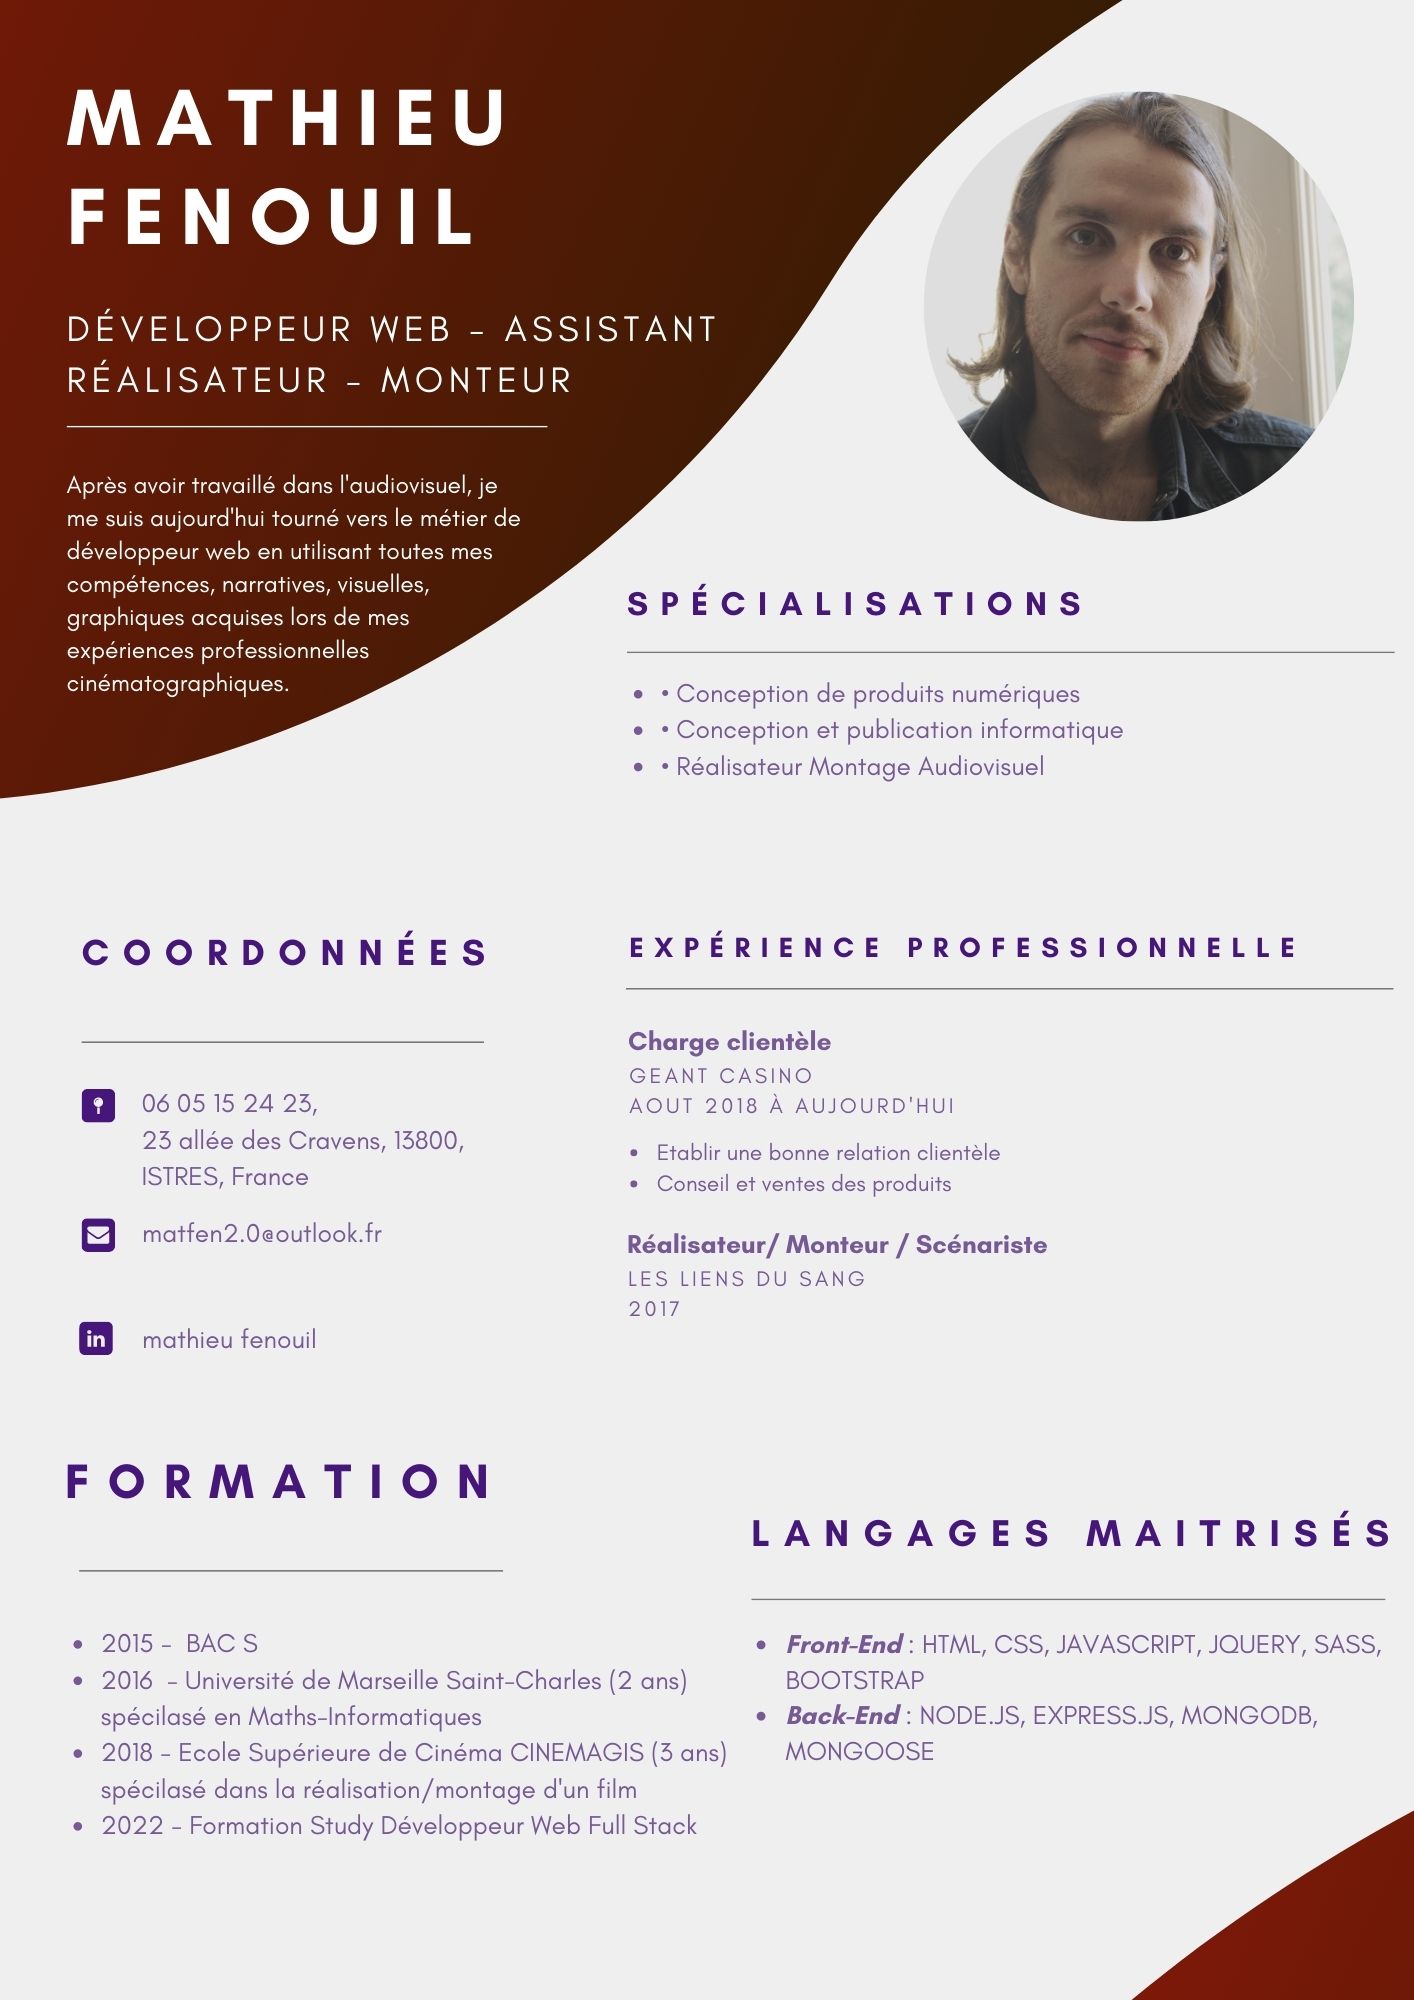 MATHIEU
FENOUIL
DÉVELOPPEUR WEB - ASSISTANT
RÉALISATEUR - MONTEUR
Après avoir travaillé dans l'audiovisuel, je
me suis aujourd'hui tourné vers le métier de
développeur web en utilisant toutes mes
compétences, narratives, visuelles,
graphiques acquises lors de mes
expériences professionnelles
cinématographiques.
SPÉCIALISATIONS
• • Conception de produits numériques
• • Conception et publication informatique
• • Réalisateur Montage Audiovisuel
COORDONNÉES
06 05 15 24 23,
23 allée des Cravens, 13800,
ISTRES, France
matfen2.0@outlook.fr
in mathieu fenouil
EXPÉRIENCE PROFESSIONNELLE
Charge clientèle
GEANT CASINO
AOUT 2018 À AUJOURD'HUI
• Etablir une bonne relation clientèle
• Conseil et ventes des produits
Réalisateur/ Monteur / Scénariste
LES LIENS DU SANG
2017
FORMATION
• 2015 - BAC S
• 2016 - Université de Marseille Saint-Charles (2 ans)
spécilasé en Maths-Informatiques
• 2018 - Ecole Supérieure de Cinéma CINEMAGIS (3 ans)
spécilasé dans la réalisation/montage d'un film
• 2022 - Formation Study Développeur Web Full Stack
LANGAGES MAITRISÉS
• Front-End : HTML, CSS, JAVASCRIPT, JQUERY, SASS,
BOOTSTRAP
• Back-End : NODE.JS, EXPRESS.JS, MONGODB,
MONGOOSE